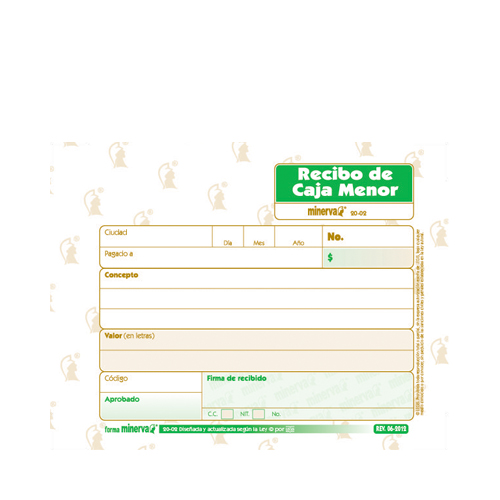 Recibo de
Caja Menor
minerva® 20-02
Ciudad
Día Mes Año
No.
Pagado a
$
Concepto
Valor (en letras)
Código
Firma de recibido
Aprobado
C.C. NIT. No.
forma minerva® 20-02 Diseñada y actualizada según la Ley © por
REV. 06-2012